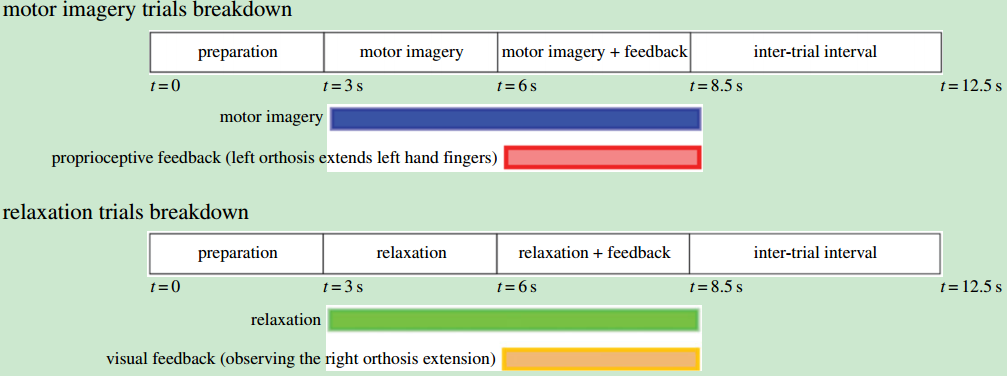 motor imagery trials breakdown
preparation motor imagery motor imagery + feedback inter-trial interval
t = 0 t = 3 s t = 6 s t = 8.5 s t = 12.5 s
motor imagery
proprioceptive feedback (left orthosis extends left hand fingers)
relaxation trials breakdown
preparation relaxation relaxation + feedback inter-trial interval
t = 0 t = 3 s t = 6 s t = 8.5 s t = 12.5 s
relaxation
visual feedback (observing the right orthosis extension)